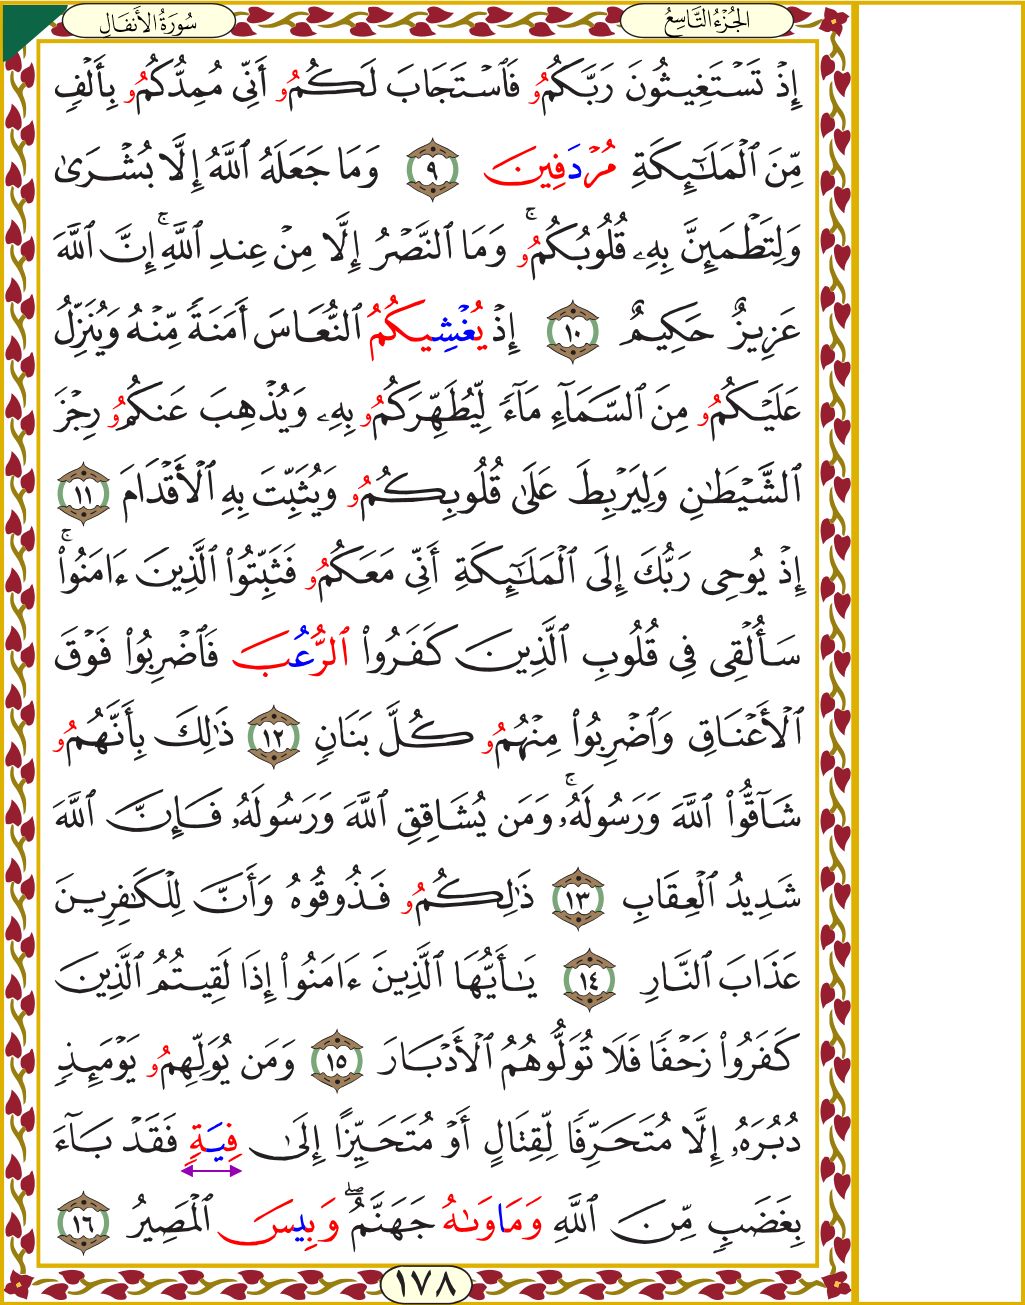 الجُزْءُ التَّاسِعُ
سُورَةُ الأَنفَالِ
إِذْ تَسْتَغِيثُونَ رَبَّكُمُۥ فَٱسْتَجَابَ لَكُمُۥ أَنِّى مُمِدُّكُمُۥ بِأَلْفٍ
مِّنَ ٱلْمَلَـٰٓئِكَةِ مُرْدَفِينَ ٩ وَمَا جَعَلَهُ ٱللَّهُ إِلَّا بُشْرَىٰ
وَلِتَطْمَئِنَّ بِهِۦ قُلُوبُكُمُۥ ۚ وَمَا ٱلنَّصْرُ إِلَّا مِنْ عِندِ ٱللَّهِ ۚ إِنَّ ٱللَّهَ
عَزِيزٌ حَكِيمٌ ١٠ إِذْ يُغْشِيكُمُ ٱلنُّعَاسَ أَمَنَةً مِّنْهُ وَيُنَزِّلُ
عَلَيْكُمُۥ مِنَ ٱلسَّمَآءِ مَآءً لِّيُطَهِّرَكُمُۥ بِهِۦ وَيُذْهِبَ عَنكُمُۥ رِجْزَ
ٱلشَّيْطَـٰنِ وَلِيَرْبِطَ عَلَىٰ قُلُوبِكُمُۥ وَيُثَبِّتَ بِهِ ٱلْأَقْدَامَ ١١
إِذْ يُوحِى رَبُّكَ إِلَى ٱلْمَلَـٰٓئِكَةِ أَنِّى مَعَكُمُۥ فَثَبِّتُوا۟ ٱلَّذِينَ ءَامَنُوا۟ ۚ
سَأُلْقِى فِى قُلُوبِ ٱلَّذِينَ كَفَرُوا۟ ٱلرُّعُبَ فَٱضْرِبُوا۟ فَوْقَ
ٱلْأَعْنَاقِ وَٱضْرِبُوا۟ مِنْهُمُۥ كُلَّ بَنَانٍ ١٢ ذَٰلِكَ بِأَنَّهُمُۥ
شَآقُّوا۟ ٱللَّهَ وَرَسُولَهُۥ ۚ وَمَن يُشَاقِقِ ٱللَّهَ وَرَسُولَهُۥ فَإِنَّ ٱللَّهَ
شَدِيدُ ٱلْعِقَابِ ١٣ ذَٰلِكُمُۥ فَذُوقُوهُ وَأَنَّ لِلْكَـٰفِرِينَ
عَذَابَ ٱلنَّارِ ١٤ يَـٰٓأَيُّهَا ٱلَّذِينَ ءَامَنُوا۟ إِذَا لَقِيتُمُ ٱلَّذِينَ
كَفَرُوا۟ زَحْفًا فَلَا تُوَلُّوهُمُ ٱلْأَدْبَارَ ١٥ وَمَن يُوَلِّهِمُۥ يَوْمَئِذٍ
دُبُرَهُۥ إِلَّا مُتَحَرِّفًا لِّقِتَالٍ أَوْ مُتَحَيِّزًا إِلَىٰ فِيَةٍ فَقَدْ بَآءَ
بِغَضَبٍ مِّنَ ٱللَّهِ وَمَاوَىٰهُ جَهَنَّمُ ۖ وَبِيسَ ٱلْمَصِيرُ ١٦
١٧٨